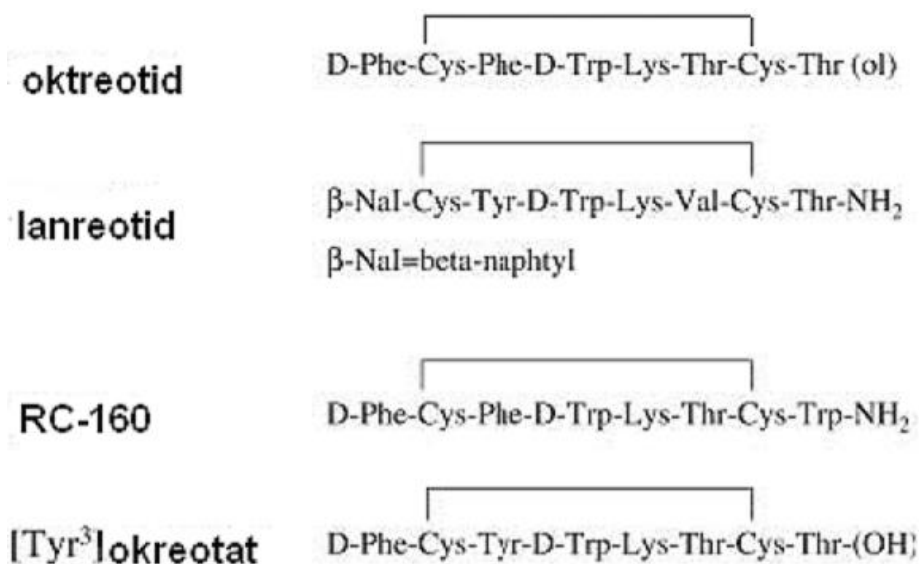 oktreotid D-Phe-Cys-Phe-D-Trp-Lys-Thr-Cys-Thr (ol)
lanreotid β-NaI-Cys-Tyr-D-Trp-Lys-Val-Cys-Thr-NH₂
β-NaI=beta-naphtyl
RC-160 D-Phe-Cys-Phe-D-Trp-Lys-Thr-Cys-Trp-NH₂
[Tyr³]okreotat D-Phe-Cys-Tyr-D-Trp-Lys-Thr-Cys-Thr-(OH)